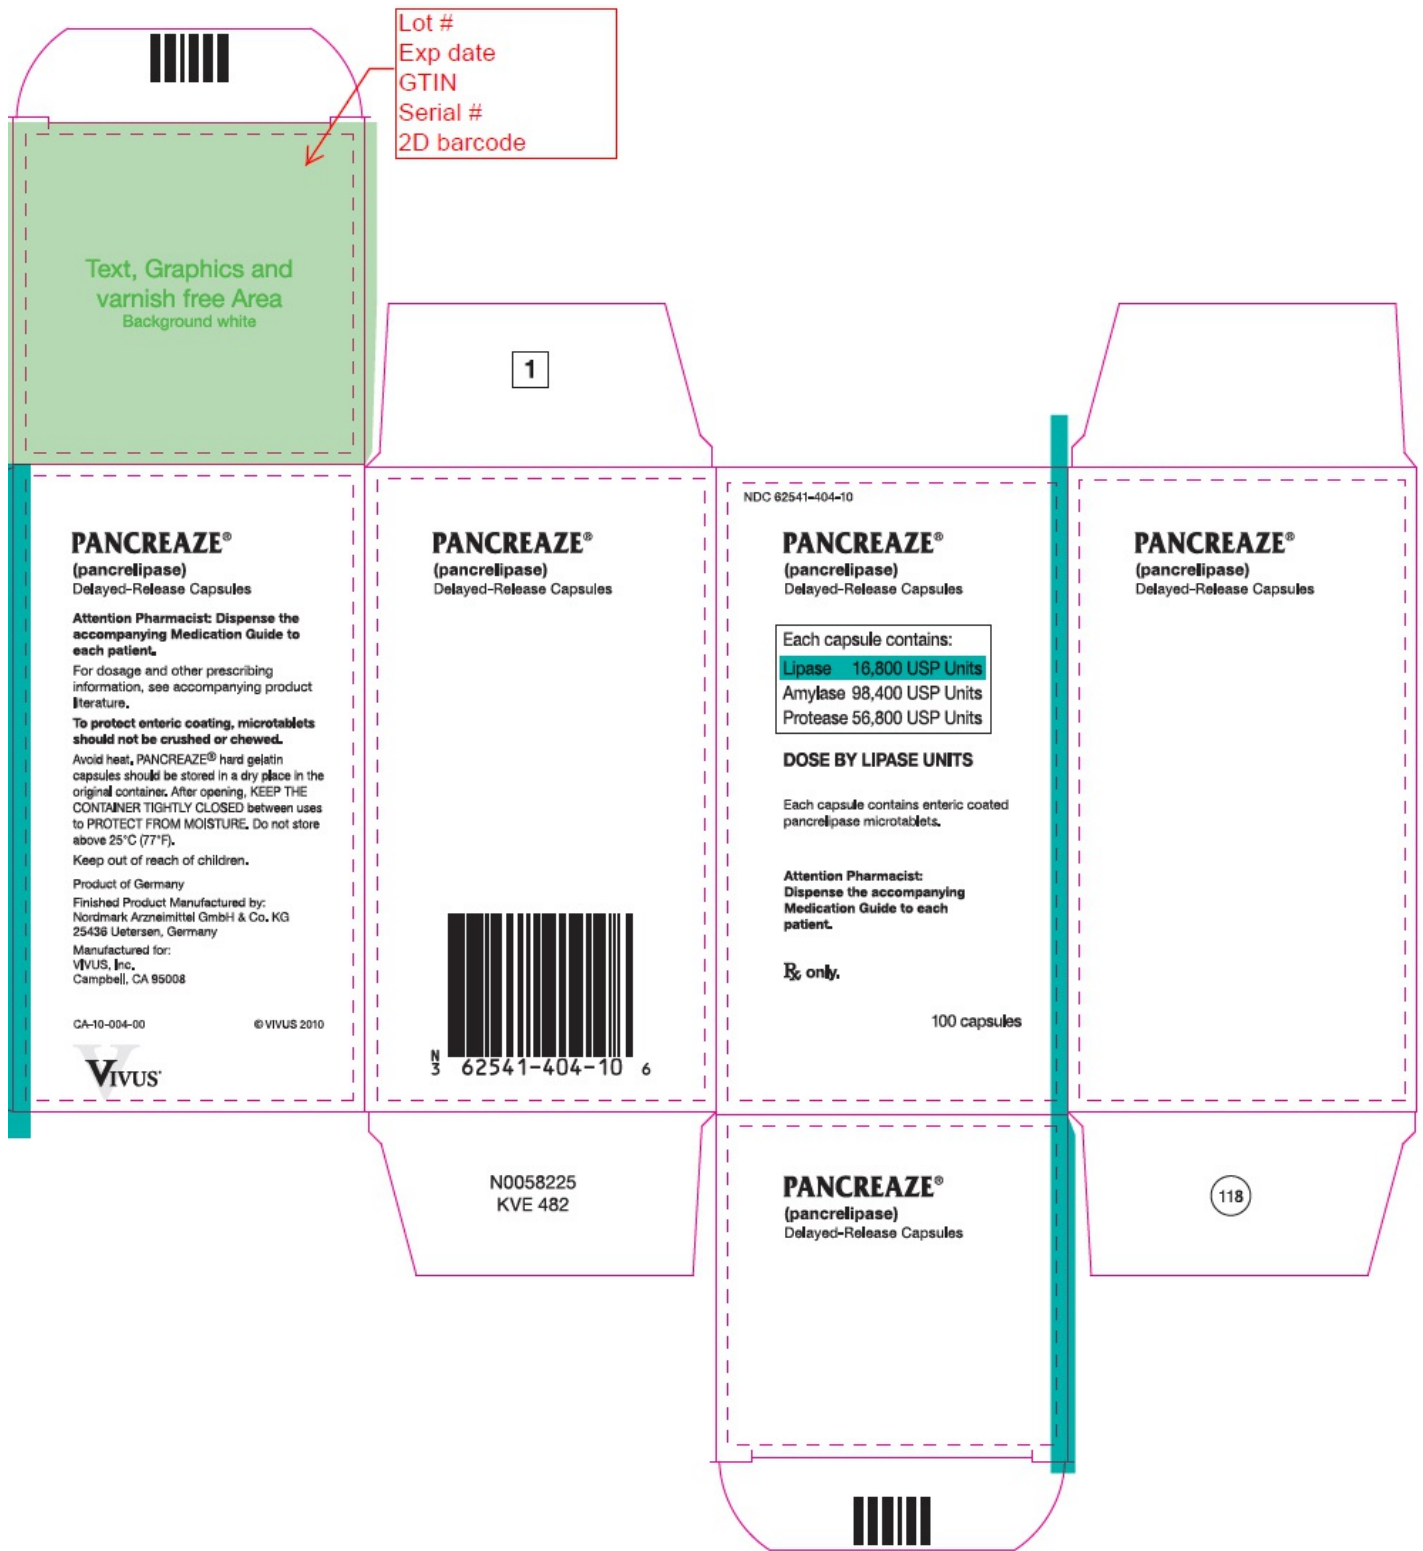 Lot #
Exp date
GTIN
Serial #
2D barcode
Text, Graphics and
varnish free Area
Background white
1
PANCREAZE®
(pancrelipase)
Delayed-Release Capsules
Attention Pharmacist: Dispense the
accompanying Medication Guide to
each patient.
For dosage and other prescribing
information, see accompanying product
literature.
To protect enteric coating, microtablets
should not be crushed or chewed.
Avoid heat. PANCREAZE® hard gelatin
capsules should be stored in a dry place in the
original container. After opening, KEEP THE
CONTAINER TIGHTLY CLOSED between uses
to PROTECT FROM MOISTURE. Do not store
above 25°C (77°F).
Keep out of reach of children.
Product of Germany
Finished Product Manufactured by:
Nordmark Arzneimittel GmbH & Co. KG
25436 Uetersen, Germany
Manufactured for:
VIVUS, Inc.
Campbell, CA 95008
CA-10-004-00 © VIVUS 2010
VIVUS
PANCREAZE®
(pancrelipase)
Delayed-Release Capsules
N
3 62541-404-10 6
N0058225
KVE 482
NDC 62541-404-10
PANCREAZE®
(pancrelipase)
Delayed-Release Capsules
Each capsule contains:
Lipase 16,800 USP Units
Amylase 98,400 USP Units
Protease 56,800 USP Units
DOSE BY LIPASE UNITS
Each capsule contains enteric coated
pancrelipase microtablets.
Attention Pharmacist:
Dispense the accompanying
Medication Guide to each
patient.
℞ only.
100 capsules
PANCREAZE®
(pancrelipase)
Delayed-Release Capsules
PANCREAZE®
(pancrelipase)
Delayed-Release Capsules
118